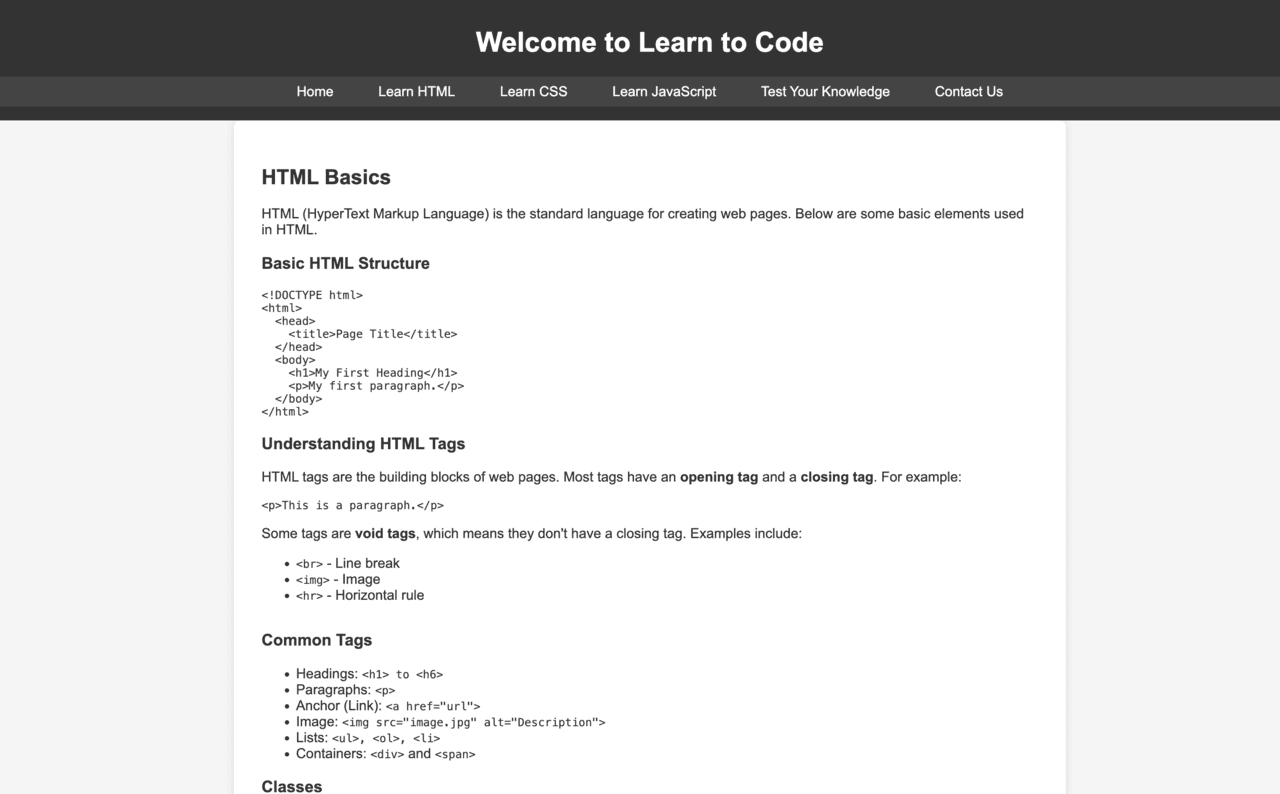 Welcome to Learn to Code
Home Learn HTML Learn CSS Learn JavaScript Test Your Knowledge Contact Us
HTML Basics
HTML (HyperText Markup Language) is the standard language for creating web pages. Below are some basic elements used
in HTML.
Basic HTML Structure
<!DOCTYPE html>
<html>
  <head>
    <title>Page Title</title>
  </head>
  <body>
    <h1>My First Heading</h1>
    <p>My first paragraph.</p>
  </body>
</html>
Understanding HTML Tags
HTML tags are the building blocks of web pages. Most tags have an opening tag and a closing tag. For example:
<p>This is a paragraph.</p>
Some tags are void tags, which means they don't have a closing tag. Examples include:
• <br> - Line break
• <img> - Image
• <hr> - Horizontal rule
Common Tags
• Headings: <h1> to <h6>
• Paragraphs: <p>
• Anchor (Link): <a href="url">
• Image: <img src="image.jpg" alt="Description">
• Lists: <ul>, <ol>, <li>
• Containers: <div> and <span>
Classes